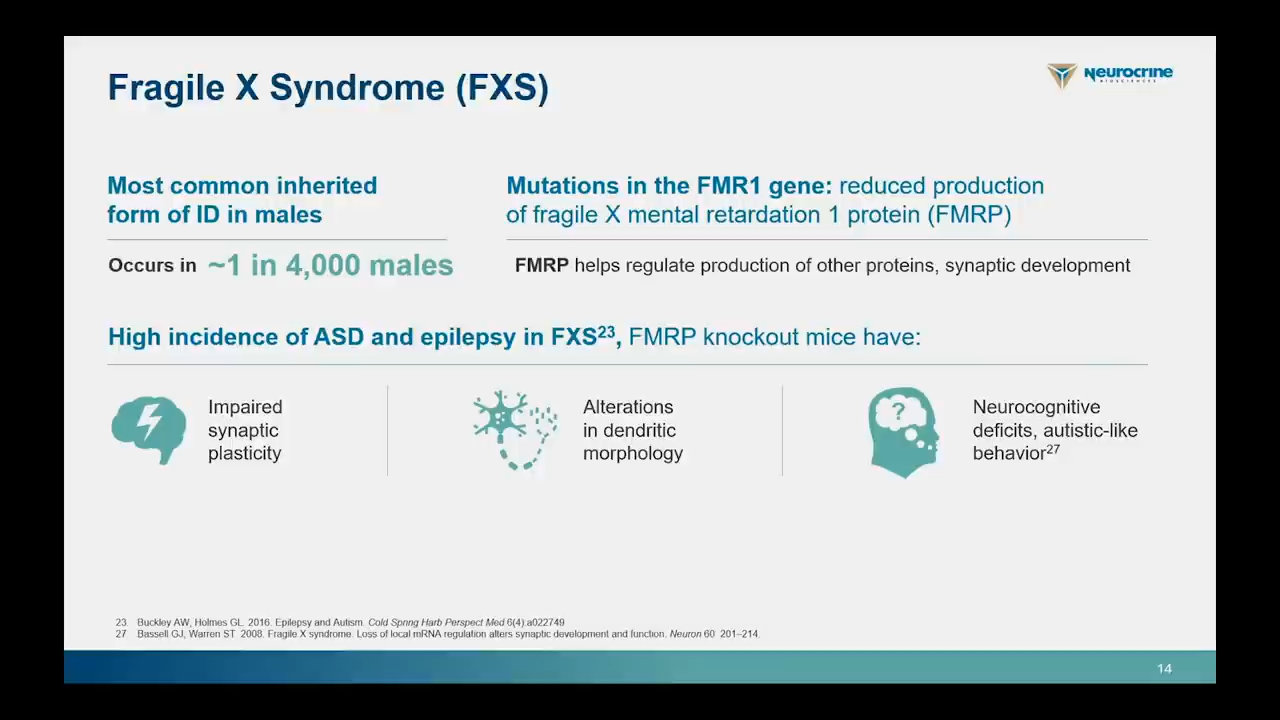 Fragile X Syndrome (FXS)
Neurocrine
BIOSCIENCES
Most common inherited
form of ID in males
Occurs in ~1 in 4,000 males
Mutations in the FMR1 gene: reduced production
of fragile X mental retardation 1 protein (FMRP)
FMRP helps regulate production of other proteins, synaptic development
High incidence of ASD and epilepsy in FXS23, FMRP knockout mice have:
Impaired
synaptic
plasticity
Alterations
in dendritic
morphology
?
Neurocognitive
deficits, autistic-like
behavior27
23 Buckley AW, Holmes GL. 2016. Epilepsy and Autism. Cold Spring Harb Perspect Med 6(4):a022749
27 Bassell GJ, Warren ST. 2008. Fragile X syndrome. Loss of local mRNA regulation alters synaptic development and function. Neuron 60 201–214.
14